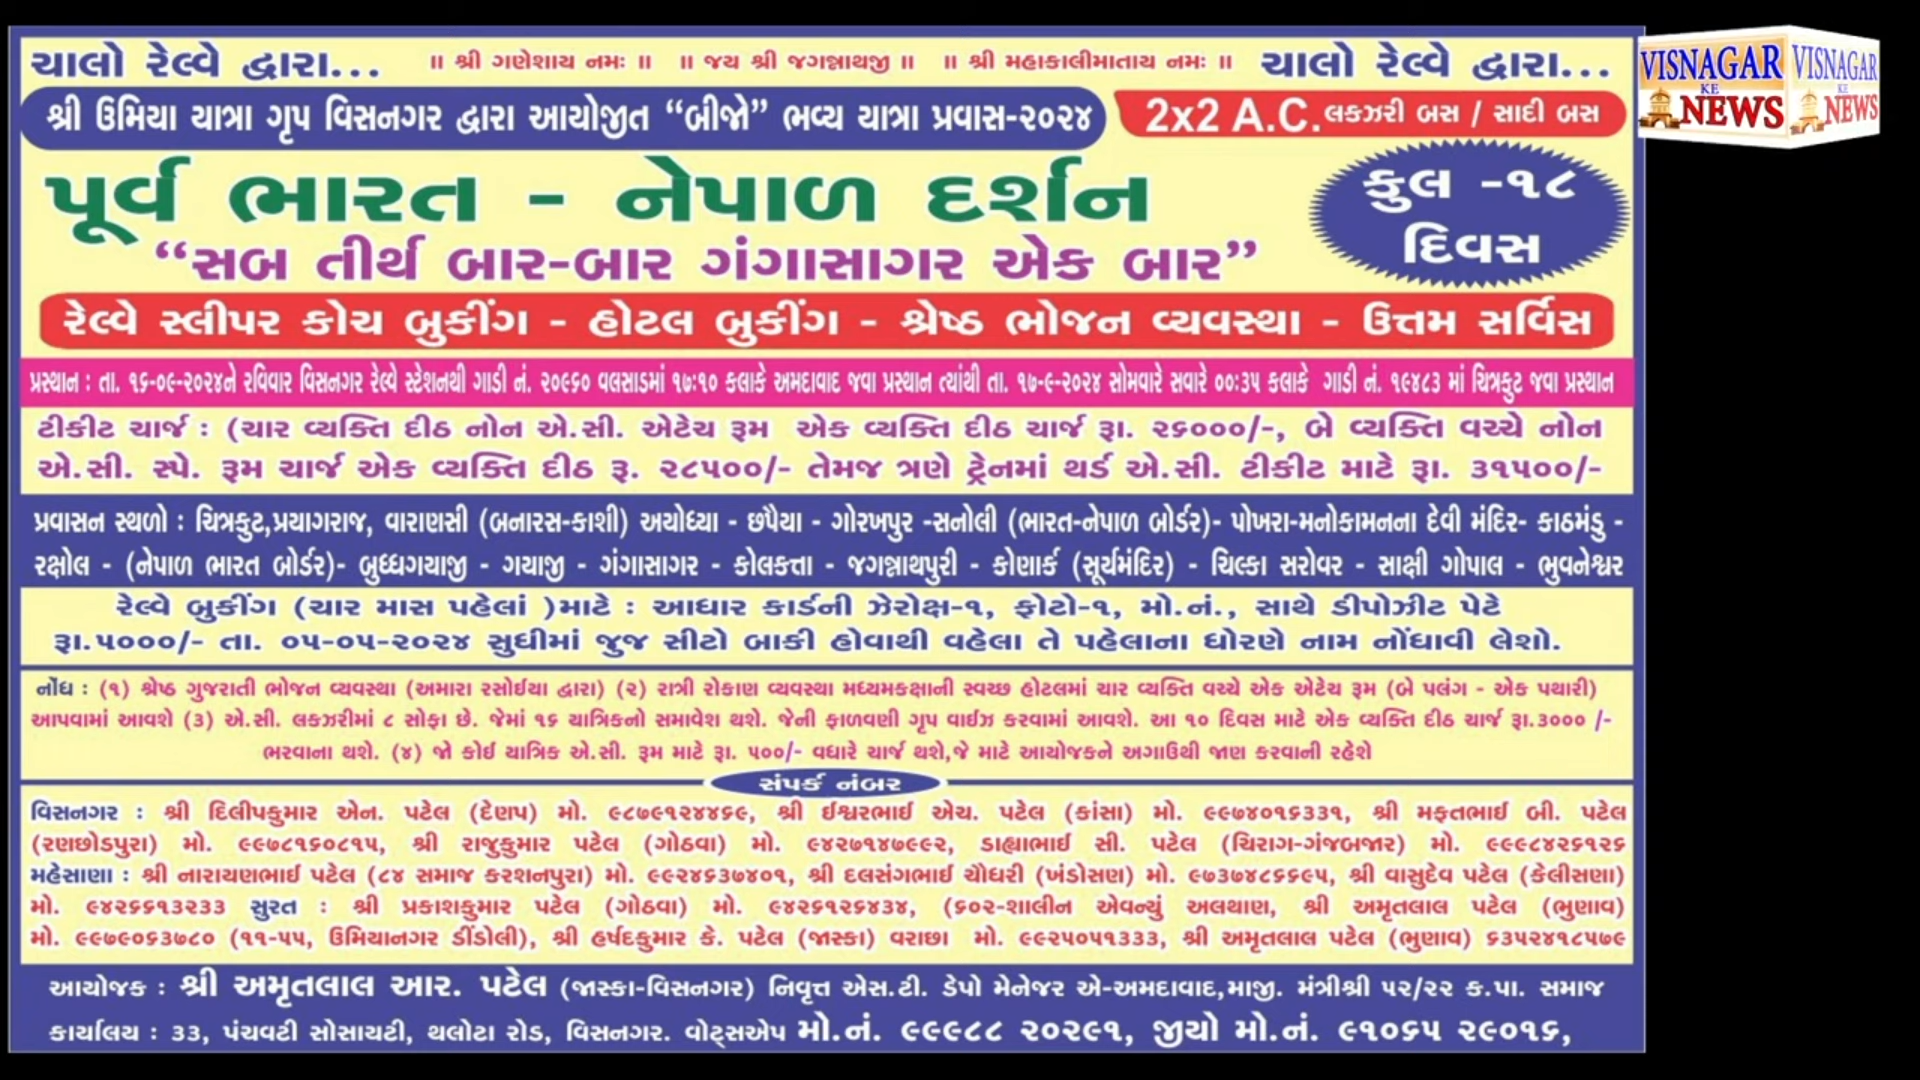 ચાલો રેલ્વે દ્વારા... ॥ શ્રી ગણેશાય નમઃ ॥ ॥ જય શ્રી જગન્નાથજી ॥ ॥ શ્રી મહાકાલીમાતાય નમઃ ॥ ચાલો રેલ્વે દ્વારા...
VISNAGAR KE NEWS VISNAGAR KE NEWS
શ્રી ઉમિયા યાત્રા ગૃપ વિસનગર દ્વારા આયોજીત “બીજો” ભવ્ય યાત્રા પ્રવાસ-૨૦૨૪
2x2 A.C. લકઝરી બસ / સાદી બસ
પૂર્વ ભારત - નેપાળ દર્શન
કુલ -૧૮
દિવસ
“સબ તીર્થ બાર-બાર ગંગાસાગર એક બાર”
રેલ્વે સ્લીપર કોચ બુકીંગ - હોટલ બુકીંગ - શ્રેષ્ઠ ભોજન વ્યવસ્થા - ઉત્તમ સર્વિસ
પ્રસ્થાન : તા. ૧૬-૦૯-૨૦૨૪ને રવિવાર વિસનગર રેલ્વે સ્ટેશનથી ગાડી નં. ૨૦૯૬૦ વલસાડમાં ૧૭:૧૦ કલાકે અમદાવાદ જવા પ્રસ્થાન ત્યાંથી તા. ૧૭-૯-૨૦૨૪ સોમવારે સવારે ૦૦:૩૫ કલાકે ગાડી નં. ૧૯૪૮૩ માં ચિત્રકુટ જવા પ્રસ્થાન
ટીકીટ ચાર્જ : (ચાર વ્યક્તિ દીઠ નોન એ.સી. એટેચ રૂમ એક વ્યક્તિ દીઠ ચાર્જ રૂા. ૨૬૦૦૦/-, બે વ્યક્તિ વચ્ચે નોન
એ.સી. સ્પે. રૂમ ચાર્જ એક વ્યક્તિ દીઠ રૂ. ૨૮૫૦૦/- તેમજ ત્રણે ટ્રેનમાં થર્ડ એ.સી. ટીકીટ માટે રૂા. ૩૧૫૦૦/-
પ્રવાસન સ્થળો : ચિત્રકુટ,પ્રયાગરાજ, વારાણસી (બનારસ-કાશી) અયોધ્યા - છપૈયા - ગોરખપુર -સનોલી (ભારત-નેપાળ બોર્ડર)- પોખરા-મનોકામનના દેવી મંદિર- કાઠમંડુ -
રક્ષોલ - (નેપાળ ભારત બોર્ડર)- બુધ્ધગયાજી - ગયાજી - ગંગાસાગર - કોલકત્તા - જગન્નાથપુરી - કોણાર્ક (સૂર્યમંદિર) - ચિલ્કા સરોવર - સાક્ષી ગોપાલ - ભુવનેશ્વર
રેલ્વે બુકીંગ (ચાર માસ પહેલાં )માટે : આધાર કાર્ડની ઝેરોક્ષ-૧, ફોટો-૧, મો.નં., સાથે ડીપોઝીટ પેટે
રૂા.૫૦૦૦/- તા. ૦૫-૦૫-૨૦૨૪ સુધીમાં જુજ સીટો બાકી હોવાથી વહેલા તે પહેલાના ધોરણે નામ નોંધાવી લેશો.
નોંધ : (૧) શ્રેષ્ઠ ગુજરાતી ભોજન વ્યવસ્થા (અમારા રસોઈયા દ્વારા) (૨) રાત્રી રોકાણ વ્યવસ્થા મધ્યમકક્ષાની સ્વચ્છ હોટલમાં ચાર વ્યક્તિ વચ્ચે એક એટેચ રૂમ (બે પલંગ - એક પથારી)
આપવામાં આવશે (૩) એ.સી. લકઝરીમાં ૮ સોફા છે. જેમાં ૧૬ યાત્રિકનો સમાવેશ થશે. જેની ફાળવણી ગૃપ વાઈઝ કરવામાં આવશે. આ ૧૦ દિવસ માટે એક વ્યક્તિ દીઠ ચાર્જ રૂા.૩૦૦૦ /-
ભરવાના થશે. (૪) જો કોઈ યાત્રિક એ.સી. રૂમ માટે રૂા. ૫૦૦/- વધારે ચાર્જ થશે,જે માટે આયોજકને અગાઉથી જાણ કરવાની રહેશે
સંપર્ક નંબર
વિસનગર : શ્રી દિલીપકુમાર એન. પટેલ (દેણપ) મો. ૯૮૭૯૧૨૪૪૬૯, શ્રી ઈશ્વરભાઈ એચ. પટેલ (કાંસા) મો. ૯૯૭૪૦૧૬૩૩૧, શ્રી મફતભાઈ બી. પટેલ
(રણછોડપુરા) મો. ૯૯૭૮૧૬૦૮૧૫, શ્રી રાજુકુમાર પટેલ (ગોઠવા) મો. ૯૪૨૭૧૪૭૯૯૨, ડાહ્યાભાઈ સી. પટેલ (ચિરાગ-ગંજબજાર) મો. ૯૯૯૮૪૨૬૧૨૬
મહેસાણા : શ્રી નારાયણભાઈ પટેલ (૮૪ સમાજ કરશનપુરા) મો. ૯૯૨૪૬૩૭૪૦૧, શ્રી દલસંગભાઈ ચૌધરી (ખંડોસણ) મો. ૯૭૩૭૪૮૬૬૯૫, શ્રી વાસુદેવ પટેલ (કેલીસણા)
મો. ૯૪૨૬૬૧૩૨૩૩ સુરત : શ્રી પ્રકાશકુમાર પટેલ (ગોઠવા) મો. ૯૪૨૬૧૨૬૪૩૪, (૬૦૨-શાલીન એવન્યું અલથાણ, શ્રી અમૃતલાલ પટેલ (ભુણાવ)
મો. ૯૯૭૯૦૬૩૭૮૦ (૧૧-૫૫, ઉમિયાનગર ડીંડોલી), શ્રી હર્ષદકુમાર કે. પટેલ (જાસ્કા) વરાછા મો. ૯૯૨૫૦૫૧૩૩૩, શ્રી અમૃતલાલ પટેલ (ભુણાવ) ૬૩૫૨૪૧૮૫૭૯
આયોજક : શ્રી અમૃતલાલ આર. પટેલ (જાસ્કા-વિસનગર) નિવૃત્ત એસ.ટી. ડેપો મેનેજર એ-અમદાવાદ,માજી. મંત્રીશ્રી ૫૨/૨૨ ક.પા. સમાજ
કાર્યાલય : ૩૩, પંચવટી સોસાયટી, થલોટા રોડ, વિસનગર. વોટ્સએપ મો.નં. ૯૯૯૮૮ ૨૦૨૯૧, જીયો મો.નં. ૯૧૦૬૫ ૨૯૦૧૬,